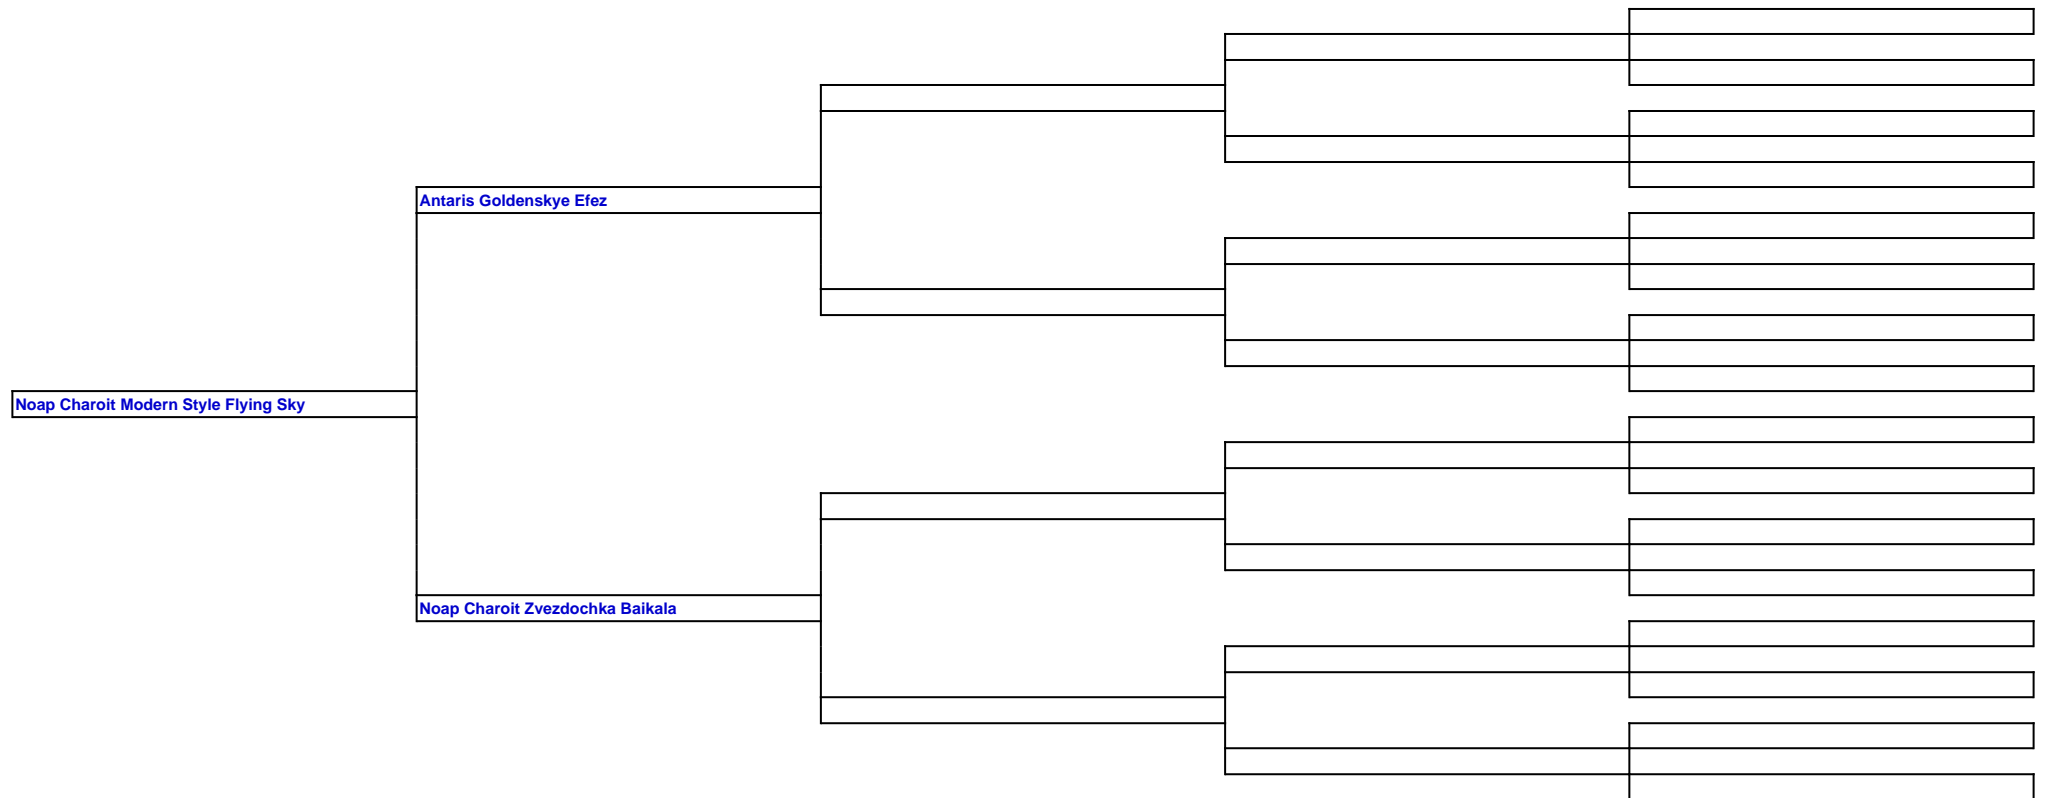 Antaris Goldenskye Efez
Noap Charoit Modern Style Flying Sky
Noap Charoit Zvezdochka Baikala